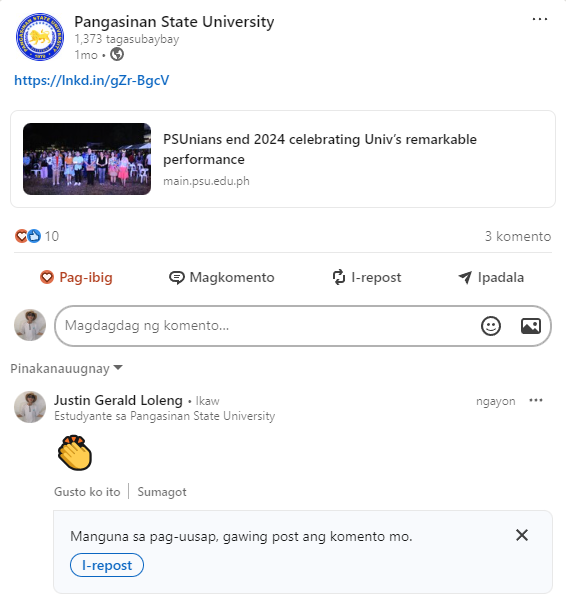 Pangasinan State University
1,373 tagasubaybay
1mo •
https://lnkd.in/gZr-BgcV
PSUnians end 2024 celebrating Univ's remarkable
performance
main.psu.edu.ph
10
3 komento
Pag-ibig
Magkomento
I-repost
Ipadala
Magdagdag ng komento...
Pinakanauugnay
Justin Gerald Loleng • Ikaw
ngayon
Estudyante sa Pangasinan State University
Gusto ko ito
Sumagot
Manguna sa pag-uusap, gawing post ang komento mo.
I-repost